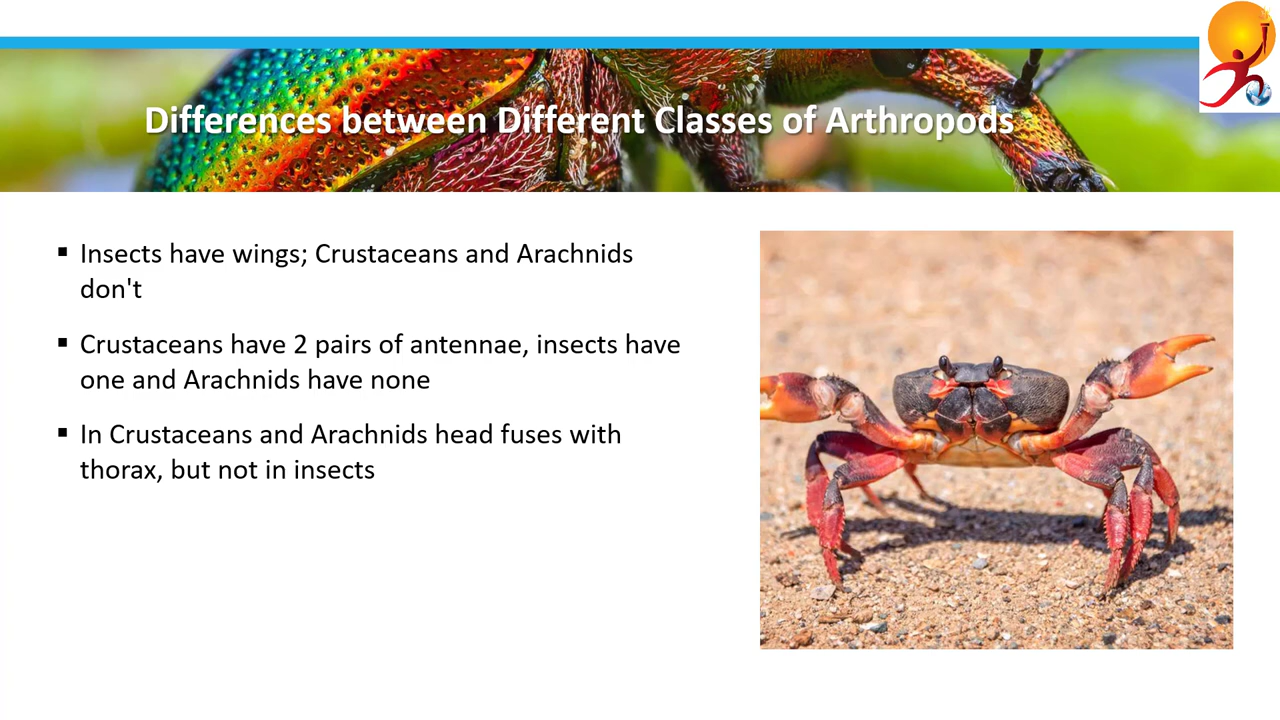 Differences between Different Classes of Arthropods
▪ Insects have wings; Crustaceans and Arachnids
don't
▪ Crustaceans have 2 pairs of antennae, insects have
one and Arachnids have none
▪ In Crustaceans and Arachnids head fuses with
thorax, but not in insects